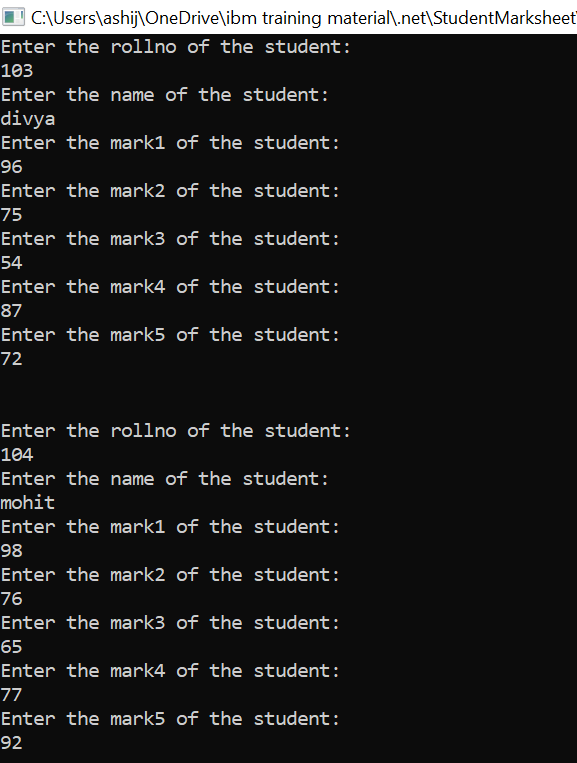 C:\Users\ashij\OneDrive\ibm training material\.net\StudentMarksheet\
Enter the rollno of the student:
103
Enter the name of the student:
divya
Enter the mark1 of the student:
96
Enter the mark2 of the student:
75
Enter the mark3 of the student:
54
Enter the mark4 of the student:
87
Enter the mark5 of the student:
72
Enter the rollno of the student:
104
Enter the name of the student:
mohit
Enter the mark1 of the student:
98
Enter the mark2 of the student:
76
Enter the mark3 of the student:
65
Enter the mark4 of the student:
77
Enter the mark5 of the student:
92